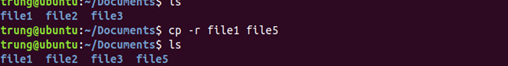 trung@ubuntu:~/Documents$ ls
file1 file2 file3
trung@ubuntu:~/Documents$ cp -r file1 file5
trung@ubuntu:~/Documents$ ls
file1 file2 file3 file5